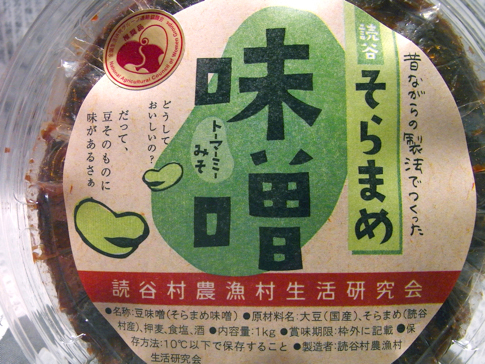 昔ながらの製法でつくった
読谷
そらまめ
味噌
トーマーミー
みそ
どうして
おいしいの？
だって、
豆そのものに
味があるさぁ
推奨品
読谷村農漁村生活研究会
●名称:豆味噌(そらまめ味噌) ●原材料名:大豆(国産)、そらまめ(読谷
村産)、押麦、食塩、酒 ●内容量:1kg ●賞味期限:枠外に記載 ●保
存方法:10℃以下で保存すること ●製造者:読谷村農漁村
生活研究会